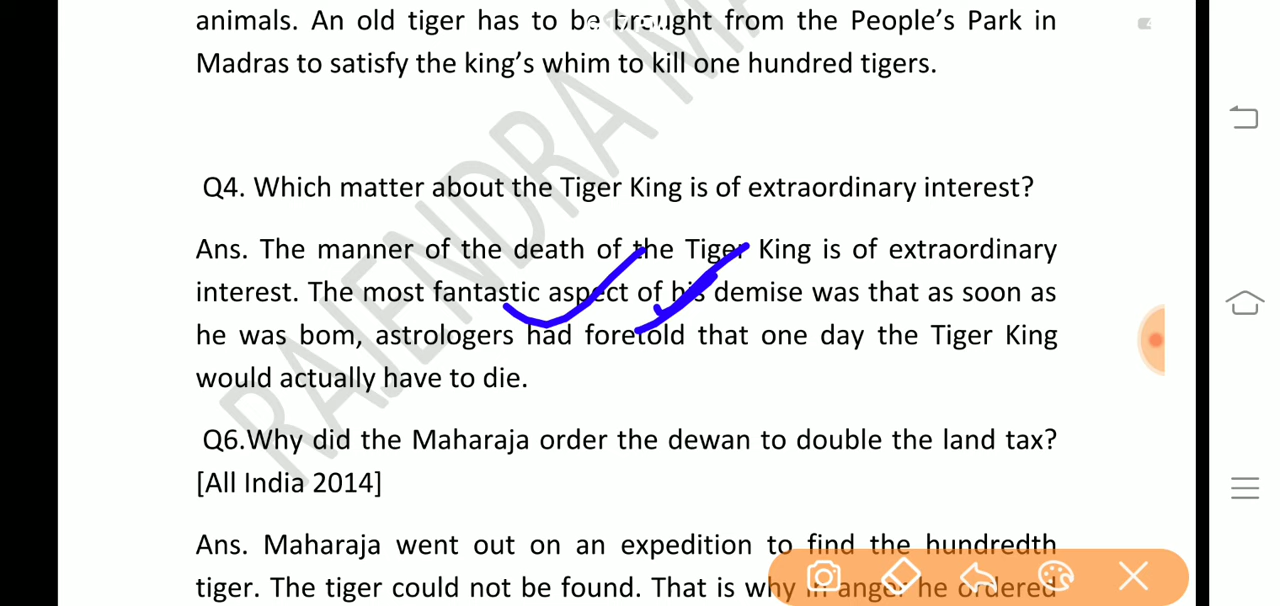 animals. An old tiger has to be brought from the People's Park in
Madras to satisfy the king's whim to kill one hundred tigers.
Q4. Which matter about the Tiger King is of extraordinary interest?
Ans. The manner of the death of the Tiger King is of extraordinary
interest. The most fantastic aspect of his demise was that as soon as
he was bom, astrologers had foretold that one day the Tiger King
would actually have to die.
Q6.Why did the Maharaja order the dewan to double the land tax?
[All India 2014]
Ans. Maharaja went out on an expedition to find the hundredth
tiger. The tiger could not be found. That is why in anger he ordered
RAJENDRA